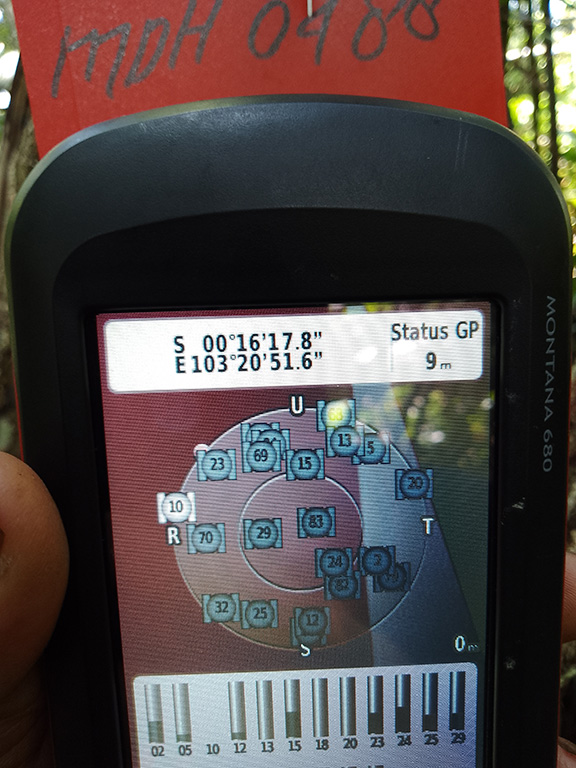 MDH 0488
MONTANA 680
S 00°16'17.8"
E 103°20'51.6"
Status GP
9 m
U
13 5
23 69 15
20
10
R 70 29 83 T
24 2
32 25 12
S
0 m
02 05 10 12 13 15 18 20 23 24 25 29